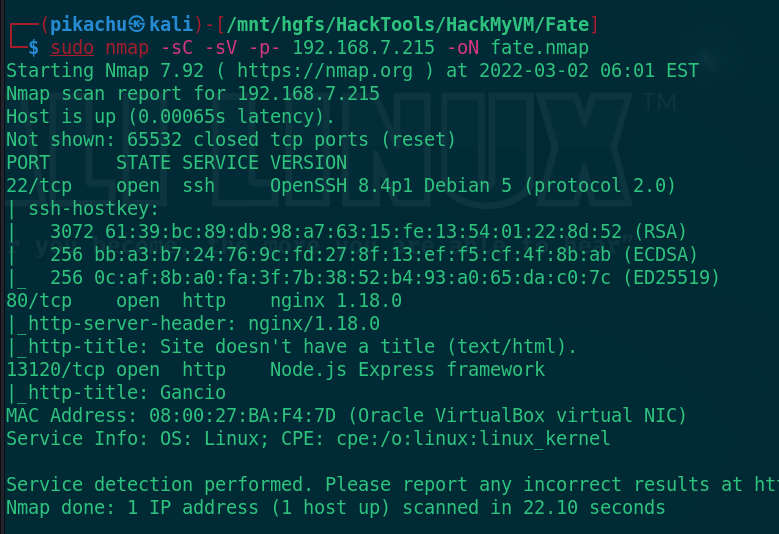 ┌──(pikachu㉿kali)-[/mnt/hgfs/HackTools/HackMyVM/Fate]
└─$ sudo nmap -sC -sV -p- 192.168.7.215 -oN fate.nmap
Starting Nmap 7.92 ( https://nmap.org ) at 2022-03-02 06:01 EST
Nmap scan report for 192.168.7.215
Host is up (0.00065s latency).
Not shown: 65532 closed tcp ports (reset)
PORT      STATE SERVICE VERSION
22/tcp    open  ssh     OpenSSH 8.4p1 Debian 5 (protocol 2.0)
| ssh-hostkey:
|   3072 61:39:bc:89:db:98:a7:63:15:fe:13:54:01:22:8d:52 (RSA)
|   256 bb:a3:b7:24:76:9c:fd:27:8f:13:ef:f5:cf:4f:8b:ab (ECDSA)
|_  256 0c:af:8b:a0:fa:3f:7b:38:52:b4:93:a0:65:da:c0:7c (ED25519)
80/tcp    open  http    nginx 1.18.0
|_http-server-header: nginx/1.18.0
|_http-title: Site doesn't have a title (text/html).
13120/tcp open  http    Node.js Express framework
|_http-title: Gancio
MAC Address: 08:00:27:BA:F4:7D (Oracle VirtualBox virtual NIC)
Service Info: OS: Linux; CPE: cpe:/o:linux:linux_kernel

Service detection performed. Please report any incorrect results at ht
Nmap done: 1 IP address (1 host up) scanned in 22.10 seconds